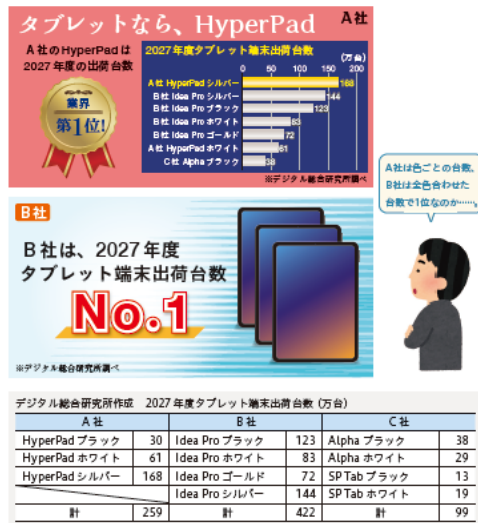 タブレットなら、HyperPad
A社
A社のHyperPadは
2027年度の出荷台数
業界
第1位!
2027年度タブレット端末出荷台数
(万台)
0 50 100 150 200
A社 HyperPad シルバー 168
B社 Idea Pro シルバー 144
B社 Idea Pro ブラック 123
B社 Idea Pro ホワイト 83
B社 Idea Pro ゴールド 72
A社 HyperPad ホワイト 61
C社 Alpha ブラック 38
※デジタル総合研究所調べ
A社は色ごとの台数、
B社は全色合わせた
台数で1位なのか……。
B社
B社は、2027年度
タブレット端末出荷台数
No.1
※デジタル総合研究所調べ
デジタル総合研究所作成 2027年度タブレット端末出荷台数(万台)
A社 B社 C社
HyperPad ブラック 30 Idea Pro ブラック 123 Alpha ブラック 38
HyperPad ホワイト 61 Idea Pro ホワイト 83 Alpha ホワイト 29
HyperPad シルバー 168 Idea Pro ゴールド 72 SP Tab ブラック 13
Idea Pro シルバー 144 SP Tab ホワイト 19
計 259 計 422 計 99